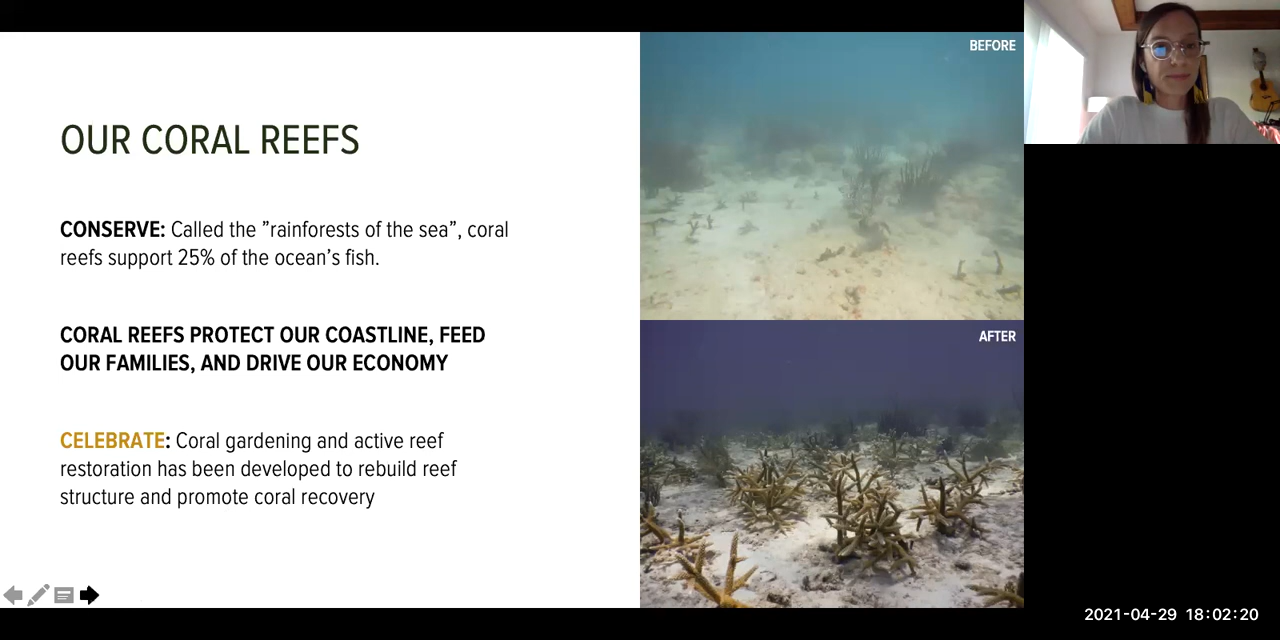 OUR CORAL REEFS
CONSERVE: Called the ”rainforests of the sea”, coral
reefs support 25% of the ocean’s fish.
CORAL REEFS PROTECT OUR COASTLINE, FEED
OUR FAMILIES, AND DRIVE OUR ECONOMY
CELEBRATE: Coral gardening and active reef
restoration has been developed to rebuild reef
structure and promote coral recovery
BEFORE
AFTER
2021-04-29 18:02:20